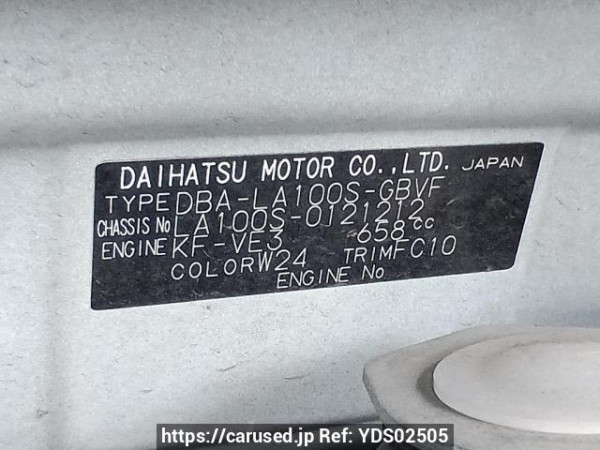 DAIHATSU MOTOR CO.,LTD. JAPAN
TYPE DBA-LA100S-GBVF
CHASSIS No LA100S-0121212
ENGINE KF-VE3 658 cc
COLOR W24 TRIM FC10
ENGINE No
https://carused.jp Ref: YDS02505